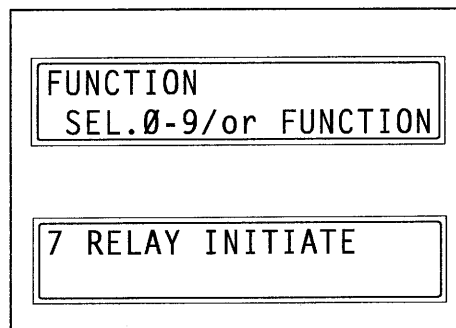 FUNCTION
SEL.Ø-9/or FUNCTION
7 RELAY INITIATE